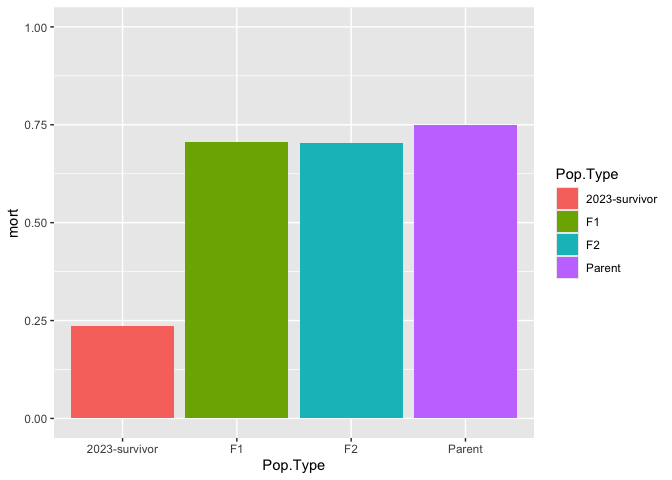 1.00
0.75
0.50
0.25
0.00
mort
2023-survivor
F1
F2
Parent
Pop.Type
Pop.Type
2023-survivor
F1
F2
Parent